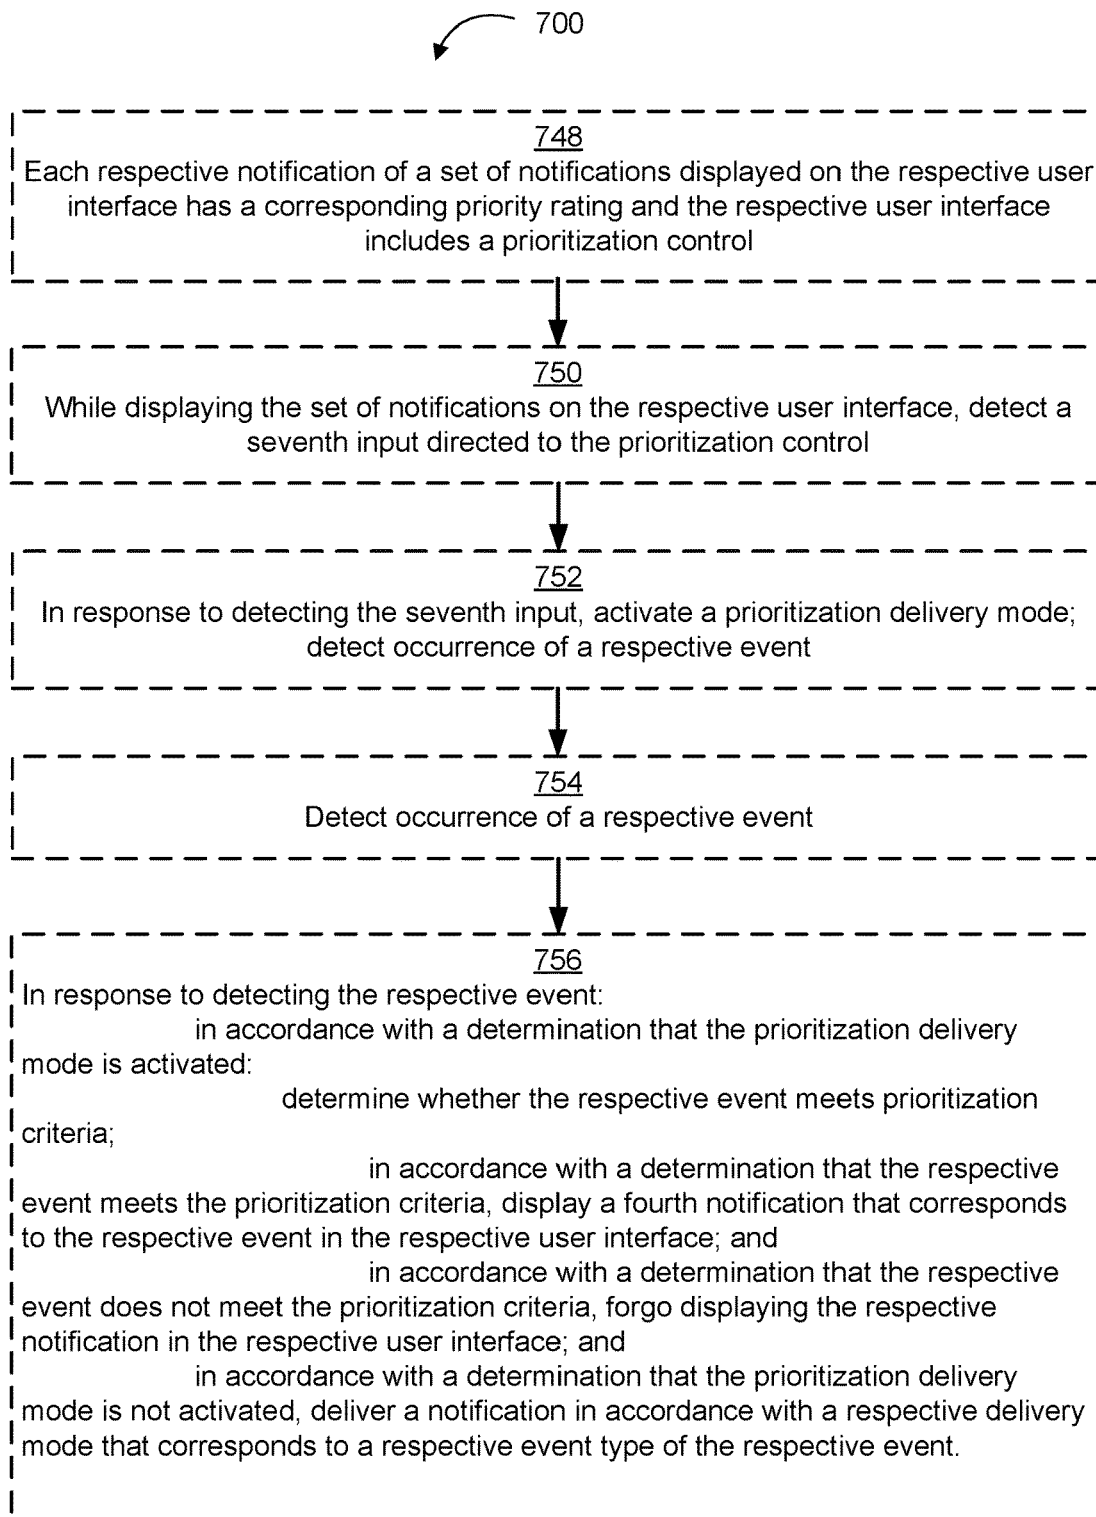 700
748
Each respective notification of a set of notifications displayed on the respective user
interface has a corresponding priority rating and the respective user interface
includes a prioritization control
750
While displaying the set of notifications on the respective user interface, detect a
seventh input directed to the prioritization control
752
In response to detecting the seventh input, activate a prioritization delivery mode;
detect occurrence of a respective event
754
Detect occurrence of a respective event
756
In response to detecting the respective event:
in accordance with a determination that the prioritization delivery
mode is activated:
determine whether the respective event meets prioritization
criteria;
in accordance with a determination that the respective
event meets the prioritization criteria, display a fourth notification that corresponds
to the respective event in the respective user interface; and
in accordance with a determination that the respective
event does not meet the prioritization criteria, forgo displaying the respective
notification in the respective user interface; and
in accordance with a determination that the prioritization delivery
mode is not activated, deliver a notification in accordance with a respective delivery
mode that corresponds to a respective event type of the respective event.